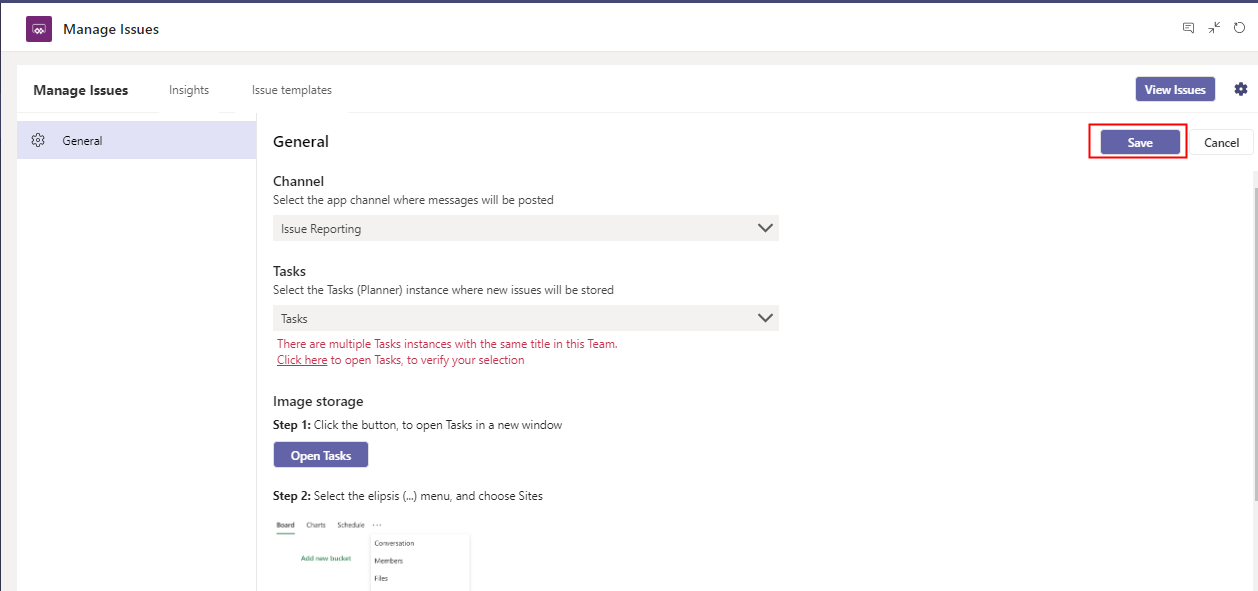 Manage Issues
Manage Issues
Insights
Issue templates
View Issues
General
General
Save
Cancel
Channel
Select the app channel where messages will be posted
Issue Reporting
Tasks
Select the Tasks (Planner) instance where new issues will be stored
Tasks
There are multiple Tasks instances with the same title in this Team.
Click here to open Tasks, to verify your selection
Image storage
Step 1: Click the button, to open Tasks in a new window
Open Tasks
Step 2: Select the elipsis (...) menu, and choose Sites
Board Charts Schedule ...
Conversation
Add new bucket
Members
Files